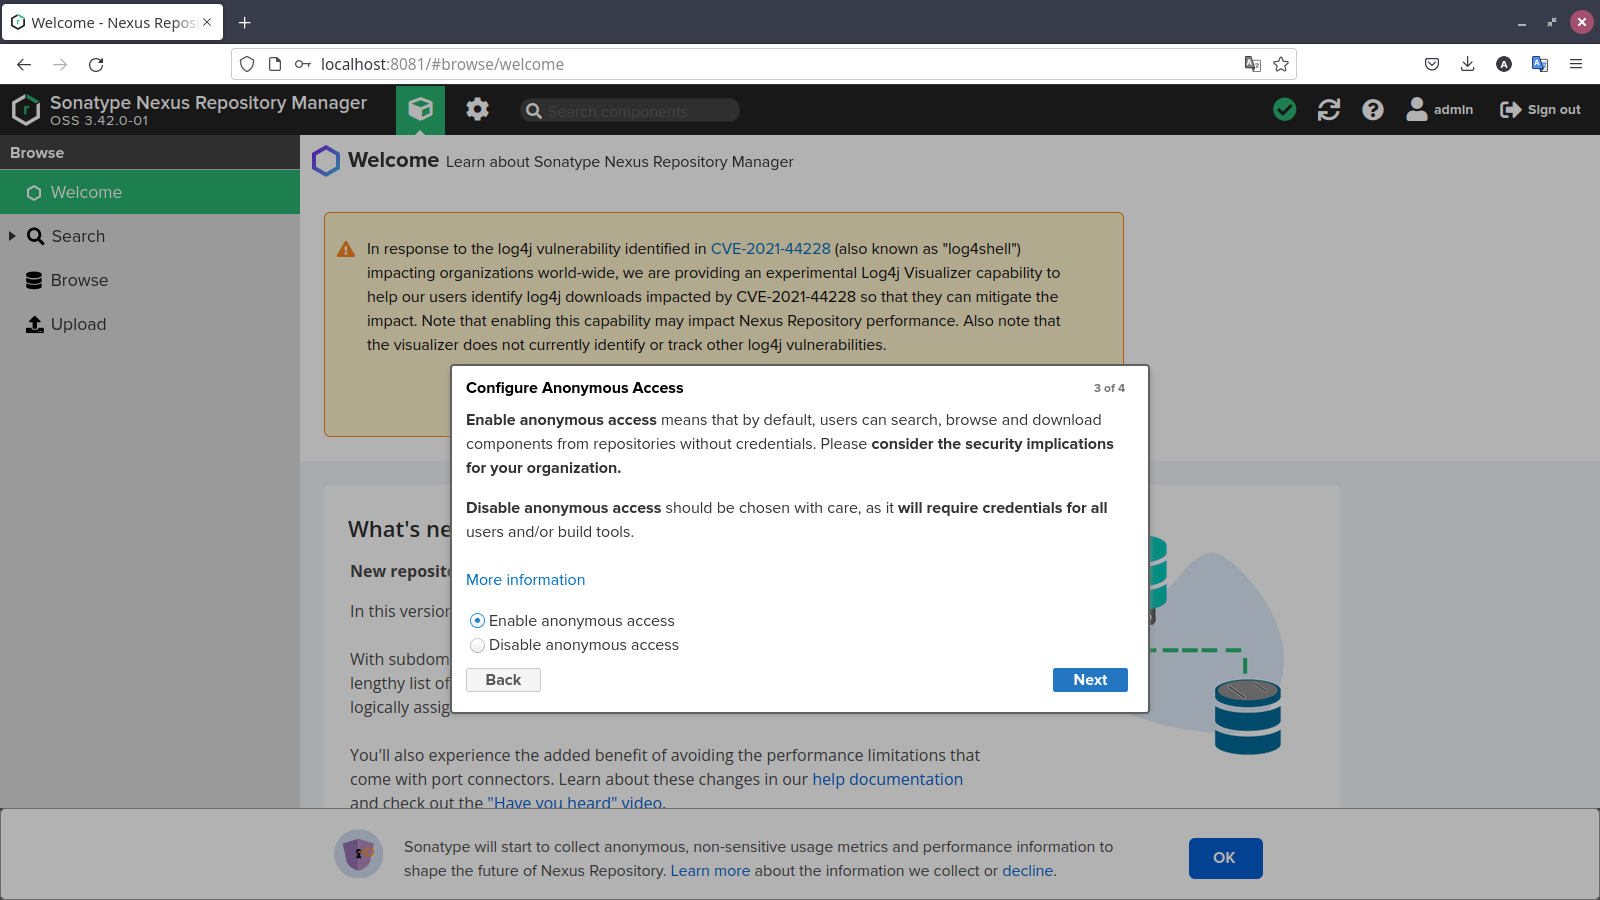 Welcome - Nexus Repos
localhost:8081/#browse/welcome
Sonatype Nexus Repository Manager
OSS 3.42.0-01
Search components
admin
Sign out
Browse
Welcome
Search
Browse
Upload
Welcome Learn about Sonatype Nexus Repository Manager
In response to the log4j vulnerability identified in CVE-2021-44228 (also known as "log4shell")
impacting organizations world-wide, we are providing an experimental Log4j Visualizer capability to
help our users identify log4j downloads impacted by CVE-2021-44228 so that they can mitigate the
impact. Note that enabling this capability may impact Nexus Repository performance. Also note that
the visualizer does not currently identify or track other log4j vulnerabilities.
Configure Anonymous Access
3 of 4
Enable anonymous access means that by default, users can search, browse and download
components from repositories without credentials. Please consider the security implications
for your organization.
Disable anonymous access should be chosen with care, as it will require credentials for all
users and/or build tools.
More information
Enable anonymous access
Disable anonymous access
Back
Next
What's ne
New reposit
In this version
With subdom
lengthy list of
logically assig
You'll also experience the added benefit of avoiding the performance limitations that
come with port connectors. Learn about these changes in our help documentation
and check out the "Have you heard" video.
Sonatype will start to collect anonymous, non-sensitive usage metrics and performance information to
shape the future of Nexus Repository. Learn more about the information we collect or decline.
OK